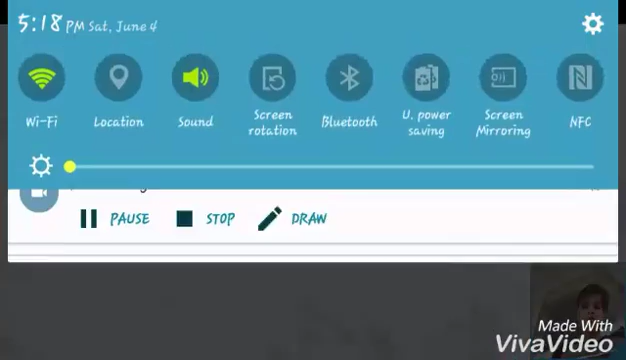 5:18 PM Sat, June 4
Wi-Fi
Location
Sound
Screen
rotation
Bluetooth
U. power
saving
Screen
Mirroring
NFC
PAUSE
STOP
DRAW
Made With
VivaVideo